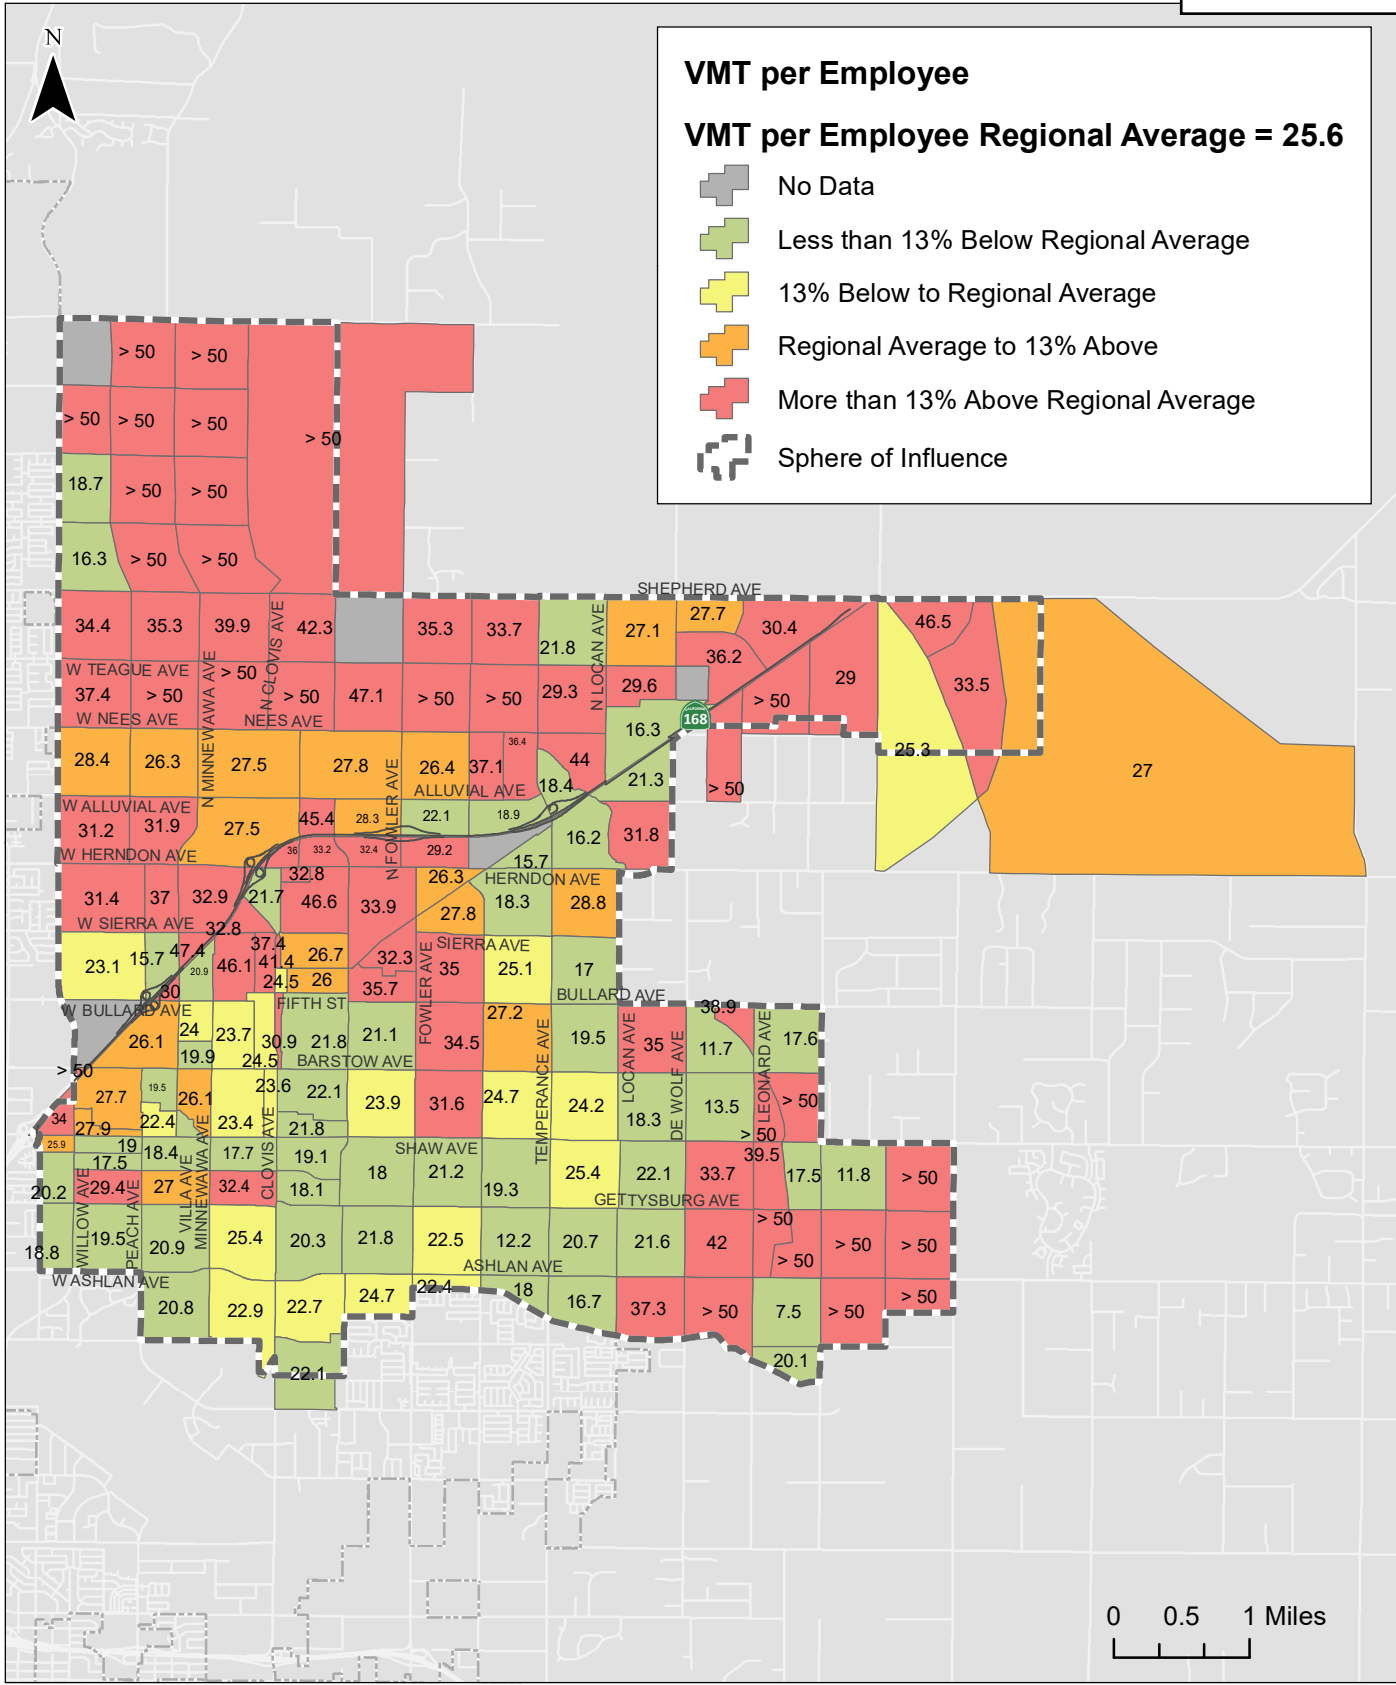 N
VMT per Employee
VMT per Employee Regional Average = 25.6
No Data
Less than 13% Below Regional Average
13% Below to Regional Average
Regional Average to 13% Above
More than 13% Above Regional Average
Sphere of Influence
> 50 > 50
> 50 > 50 > 50 > 50
18.7 > 50 > 50
16.3 > 50 > 50
SHEPHERD AVE
34.4 35.3 39.9 42.3 35.3 33.7 21.8 27.1 27.7 30.4 46.5
N CLOVIS AVE
N LOCAN AVE
W TEAGUE AVE
N MINNEWAWA AVE
37.4 > 50 > 50 > 50 47.1 > 50 > 50 29.3 29.6 36.2 > 50 29 33.5
W NEES AVE NEES AVE
CALIFORNIA
168
28.4 26.3 27.5 27.8 26.4 37.1 36.4 44 16.3 25.3 27
N FOWLER AVE
18.4 21.3 > 50
W ALLUVIAL AVE ALLUVIAL AVE
31.2 31.9 27.5 45.4 28.3 22.1 18.9 16.2 31.8
W HERNDON AVE
36 33.2 32.4 29.2 15.7
32.8 26.3 HERNDON AVE
31.4 37 32.9 21.7 46.6 33.9 27.8 18.3 28.8
W SIERRA AVE
32.8
SIERRA AVE
23.1 15.7 47.4 20.9 46.1 37.4 41.4 26.7 32.3 35 25.1 17
FOWLER AVE
30 24.5 26 35.7
W BULLARD AVE FIFTH ST BULLARD AVE
26.1 24 23.7 30.9 21.8 21.1 34.5 27.2 19.5 35 38.9 11.7 17.6
TEMPERANCE AVE
LOCAN AVE
DE WOLF AVE
LEONARD AVE
19.9 24.5 BARSTOW AVE
> 50
27.7 19.5 26.1 23.6 22.1 23.9 31.6 24.7 24.2 18.3 13.5 > 50
34 27.9 22.4 23.4 21.8 > 50
CLOVIS AVE
MINNEWAWA AVE
VILLA AVE
25.9 19 18.4 17.7 19.1 SHAW AVE 39.5
17.5 18 21.2 19.3 25.4 22.1 33.7 17.5 11.8 > 50
20.2 29.4 27 32.4 18.1 GETTYSBURG AVE
WILLOW AVE
PEACH AVE
> 50
18.8 19.5 20.9 25.4 20.3 21.8 22.5 12.2 20.7 21.6 42 > 50 > 50 > 50
W ASHLAN AVE ASHLAN AVE
20.8 22.9 22.7 24.7 22.4 18 16.7 37.3 > 50 7.5 > 50 > 50
22.1 20.1
0 0.5 1 Miles